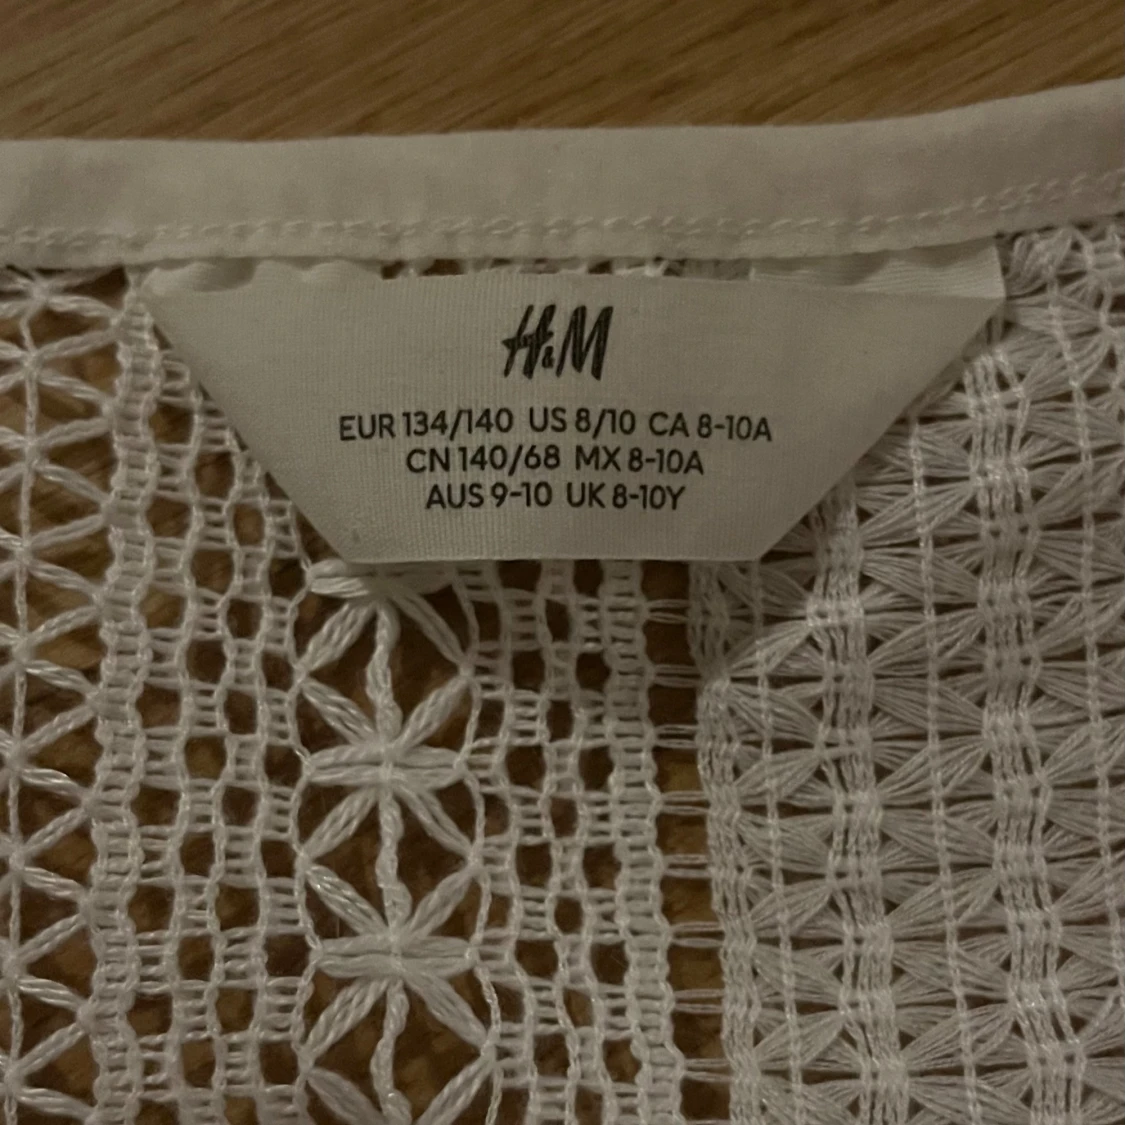 H&M
EUR 134/140 US 8/10 CA 8-10A
CN 140/68 MX 8-10A
AUS 9-10 UK 8-10Y